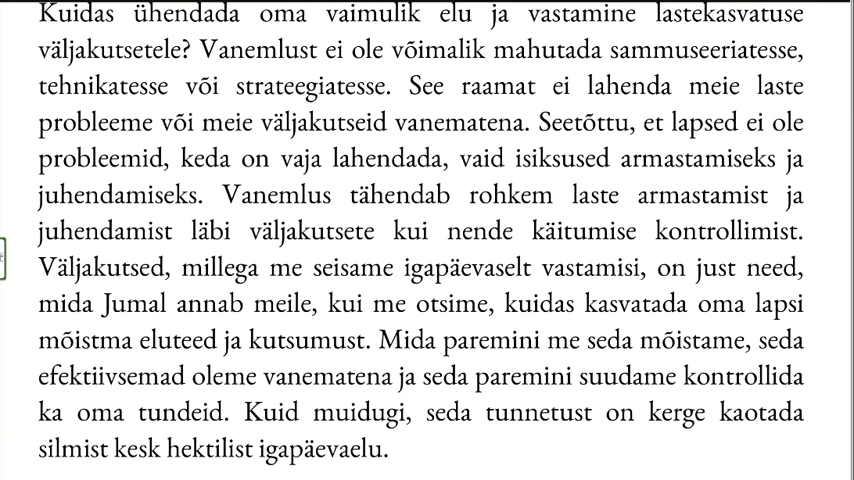 Kuidas ühendada oma vaimulik elu ja vastamine lastekasvatuse
väljakutsetele? Vanemlust ei ole võimalik mahutada sammuseeriatesse,
tehnikatesse või strateegiatesse. See raamat ei lahenda meie laste
probleeme või meie väljakutseid vanematena. Seetõttu, et lapsed ei ole
probleemid, keda on vaja lahendada, vaid isiksused armastamiseks ja
juhendamiseks. Vanemlus tähendab rohkem laste armastamist ja
juhendamist läbi väljakutsete kui nende käitumise kontrollimist.
Väljakutsed, millega me seisame igapäevaselt vastamisi, on just need,
mida Jumal annab meile, kui me otsime, kuidas kasvatada oma lapsi
mõistma eluteed ja kutsumust. Mida paremini me seda mõistame, seda
efektiivsemad oleme vanematena ja seda paremini suudame kontrollida
ka oma tundeid. Kuid muidugi, seda tunnetust on kerge kaotada
silmist kesk hektilist igapäevaelu.